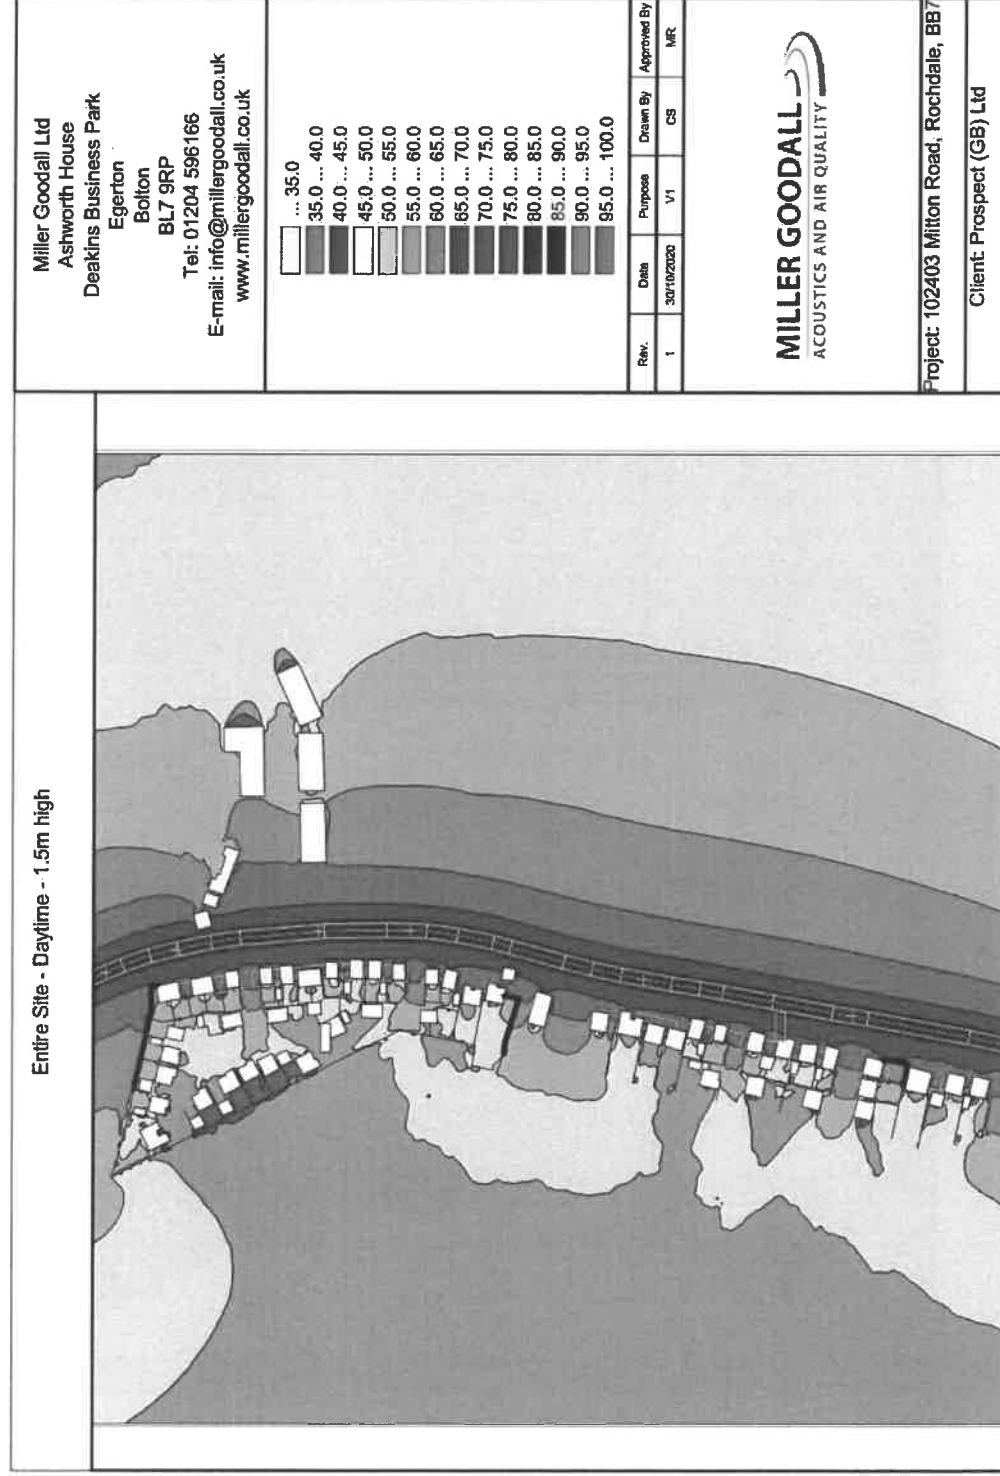 Entire Site - Daytime - 1.5m high
Miller Goodall Ltd
Ashworth House
Deakins Business Park
Egerton
Bolton
BL7 9RP
Tel: 01204 596166
E-mail: info@millergoodall.co.uk
www.millergoodall.co.uk
... 35.0
35.0 ... 40.0
40.0 ... 45.0
45.0 ... 50.0
50.0 ... 55.0
55.0 ... 60.0
60.0 ... 65.0
65.0 ... 70.0
70.0 ... 75.0
75.0 ... 80.0
80.0 ... 85.0
85.0 ... 90.0
90.0 ... 95.0
95.0 ... 100.0
Rev. Date Purpose Drawn By Approved By
1 30/10/2020 V1 CS MR
MILLER GOODALL
ACOUSTICS AND AIR QUALITY
Project: 102403 Mitton Road, Rochdale, BB7
Client: Prospect (GB) Ltd